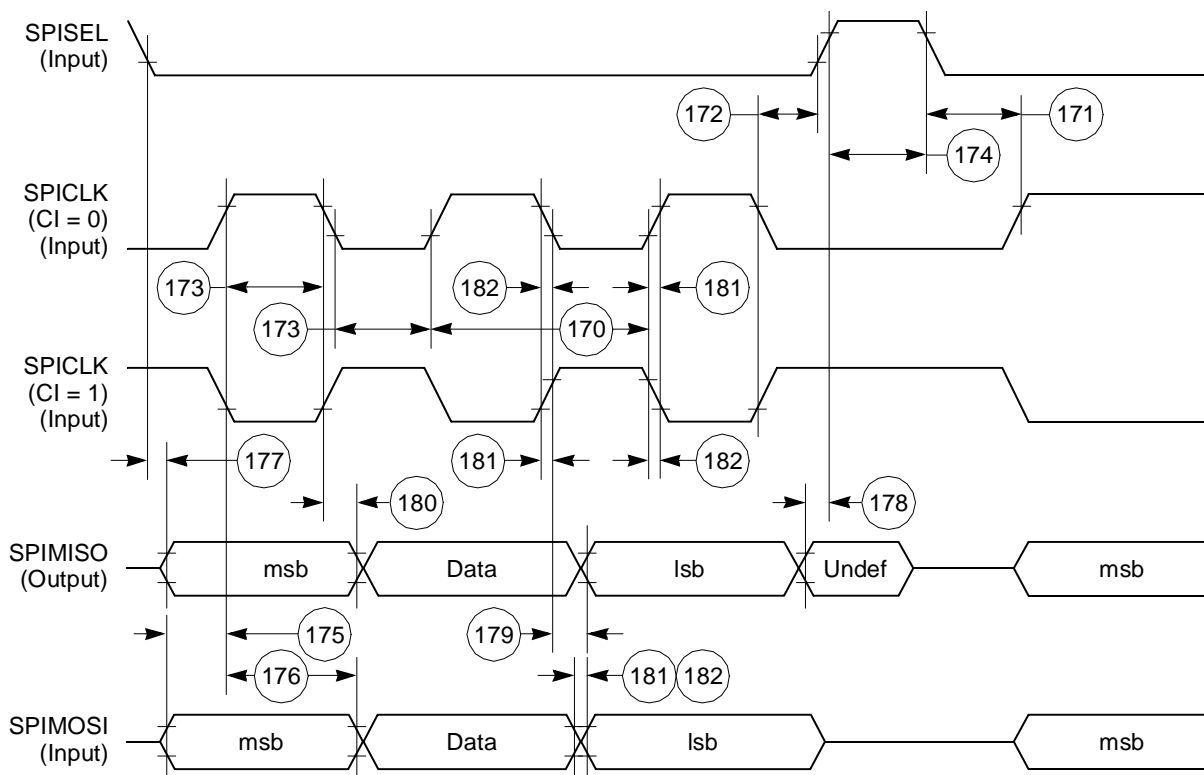 SPISEL
(Input)
172
171
174
SPICLK
(CI = 0)
(Input)
173
182
181
173
170
SPICLK
(CI = 1)
(Input)
177
181
182
180
178
SPIMISO
(Output)
msb
Data
lsb
Undef
msb
175
179
176
181
182
SPIMOSI
(Input)
msb
Data
lsb
msb